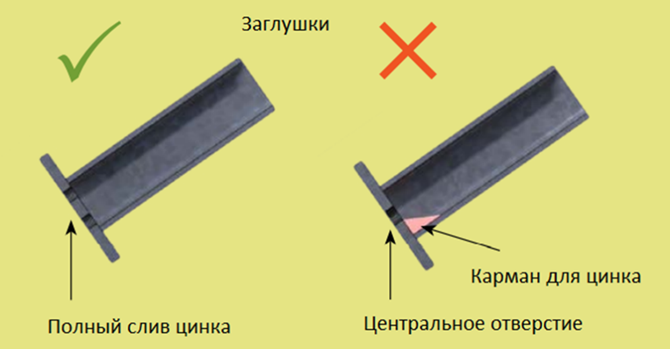 Заглушки
Карман для цинка
Полный слив цинка
Центральное отверстие